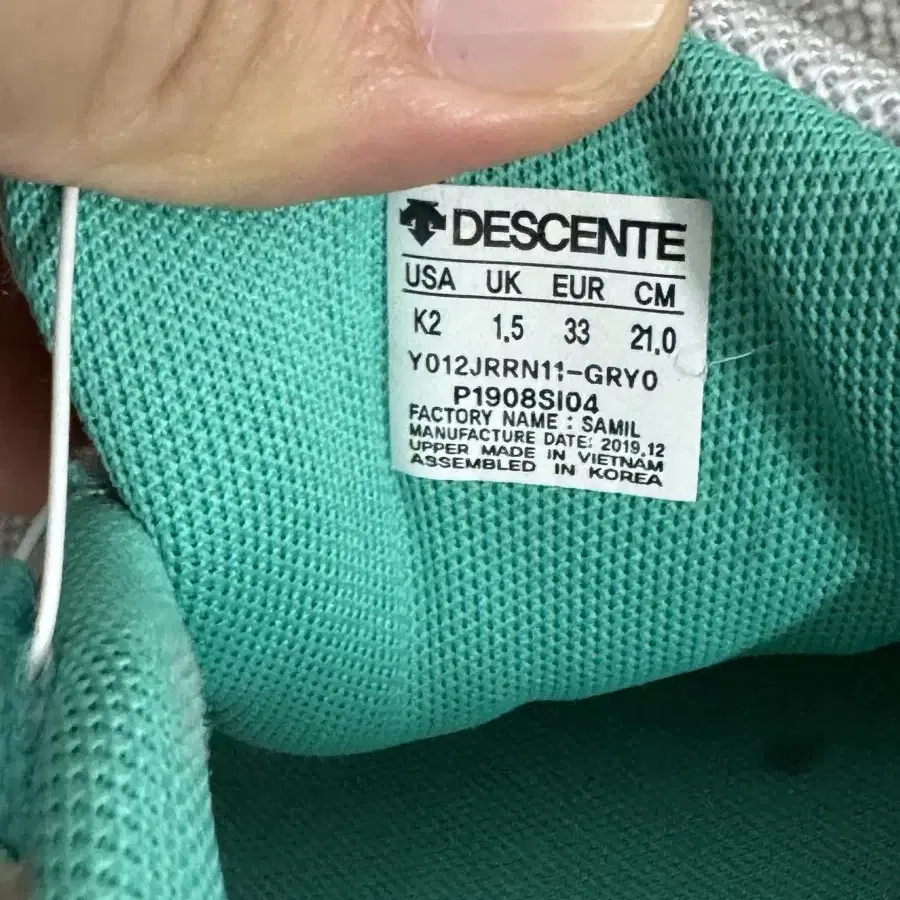 DESCENTE
USA UK EUR CM
K2 1,5 33 21,0
Y012JRRN11-GRY0
P1908SI04
FACTORY NAME : SAMIL
MANUFACTURE DATE: 2019.12
UPPER MADE IN VIETNAM
ASSEMBLED IN KOREA